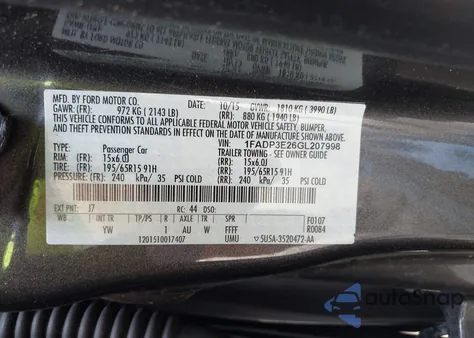 MFD. BY FORD MOTOR CO.
10/15 GVWR: 1810 KG ( 3990 LB)
GAWR: (FR): 972 KG ( 2143 LB) (RR): 880 KG ( 1940 LB)
THIS VEHICLE CONFORMS TO ALL APPLICABLE FEDERAL MOTOR VEHICLE SAFETY, BUMPER,
AND THEFT PREVENTION STANDARDS IN EFFECT ON THE DATE OF MANUFACTURE SHOWN ABOVE.
VIN: 1FADP3E26GL207998
TYPE: Passenger Car TRAILER TOWING - SEE OWNER GUIDE
RIM: (FR) 15x6.0J (RR) 15x6.0J
TIRE: (FR) 195/65R15 91H (RR) 195/65R15 91H
PRESSURE: (FR) 240 kPa/ 35 PSI COLD (RR) 240 kPa/ 35 PSI COLD
EXT PNT: J7 RC: 44 DSO:
WB INT TR TP/PS R AXLE TR SPR F0107
YW 1 AU W FFFF R0084
1201510017407 UMU 5U5A-3520472-AA
AutoSnap